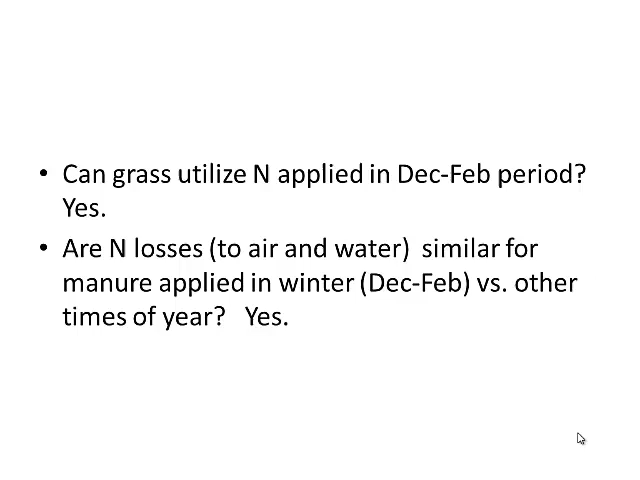 • Can grass utilize N applied in Dec-Feb period?
Yes.
• Are N losses (to air and water)  similar for
manure applied in winter (Dec-Feb) vs. other
times of year?   Yes.